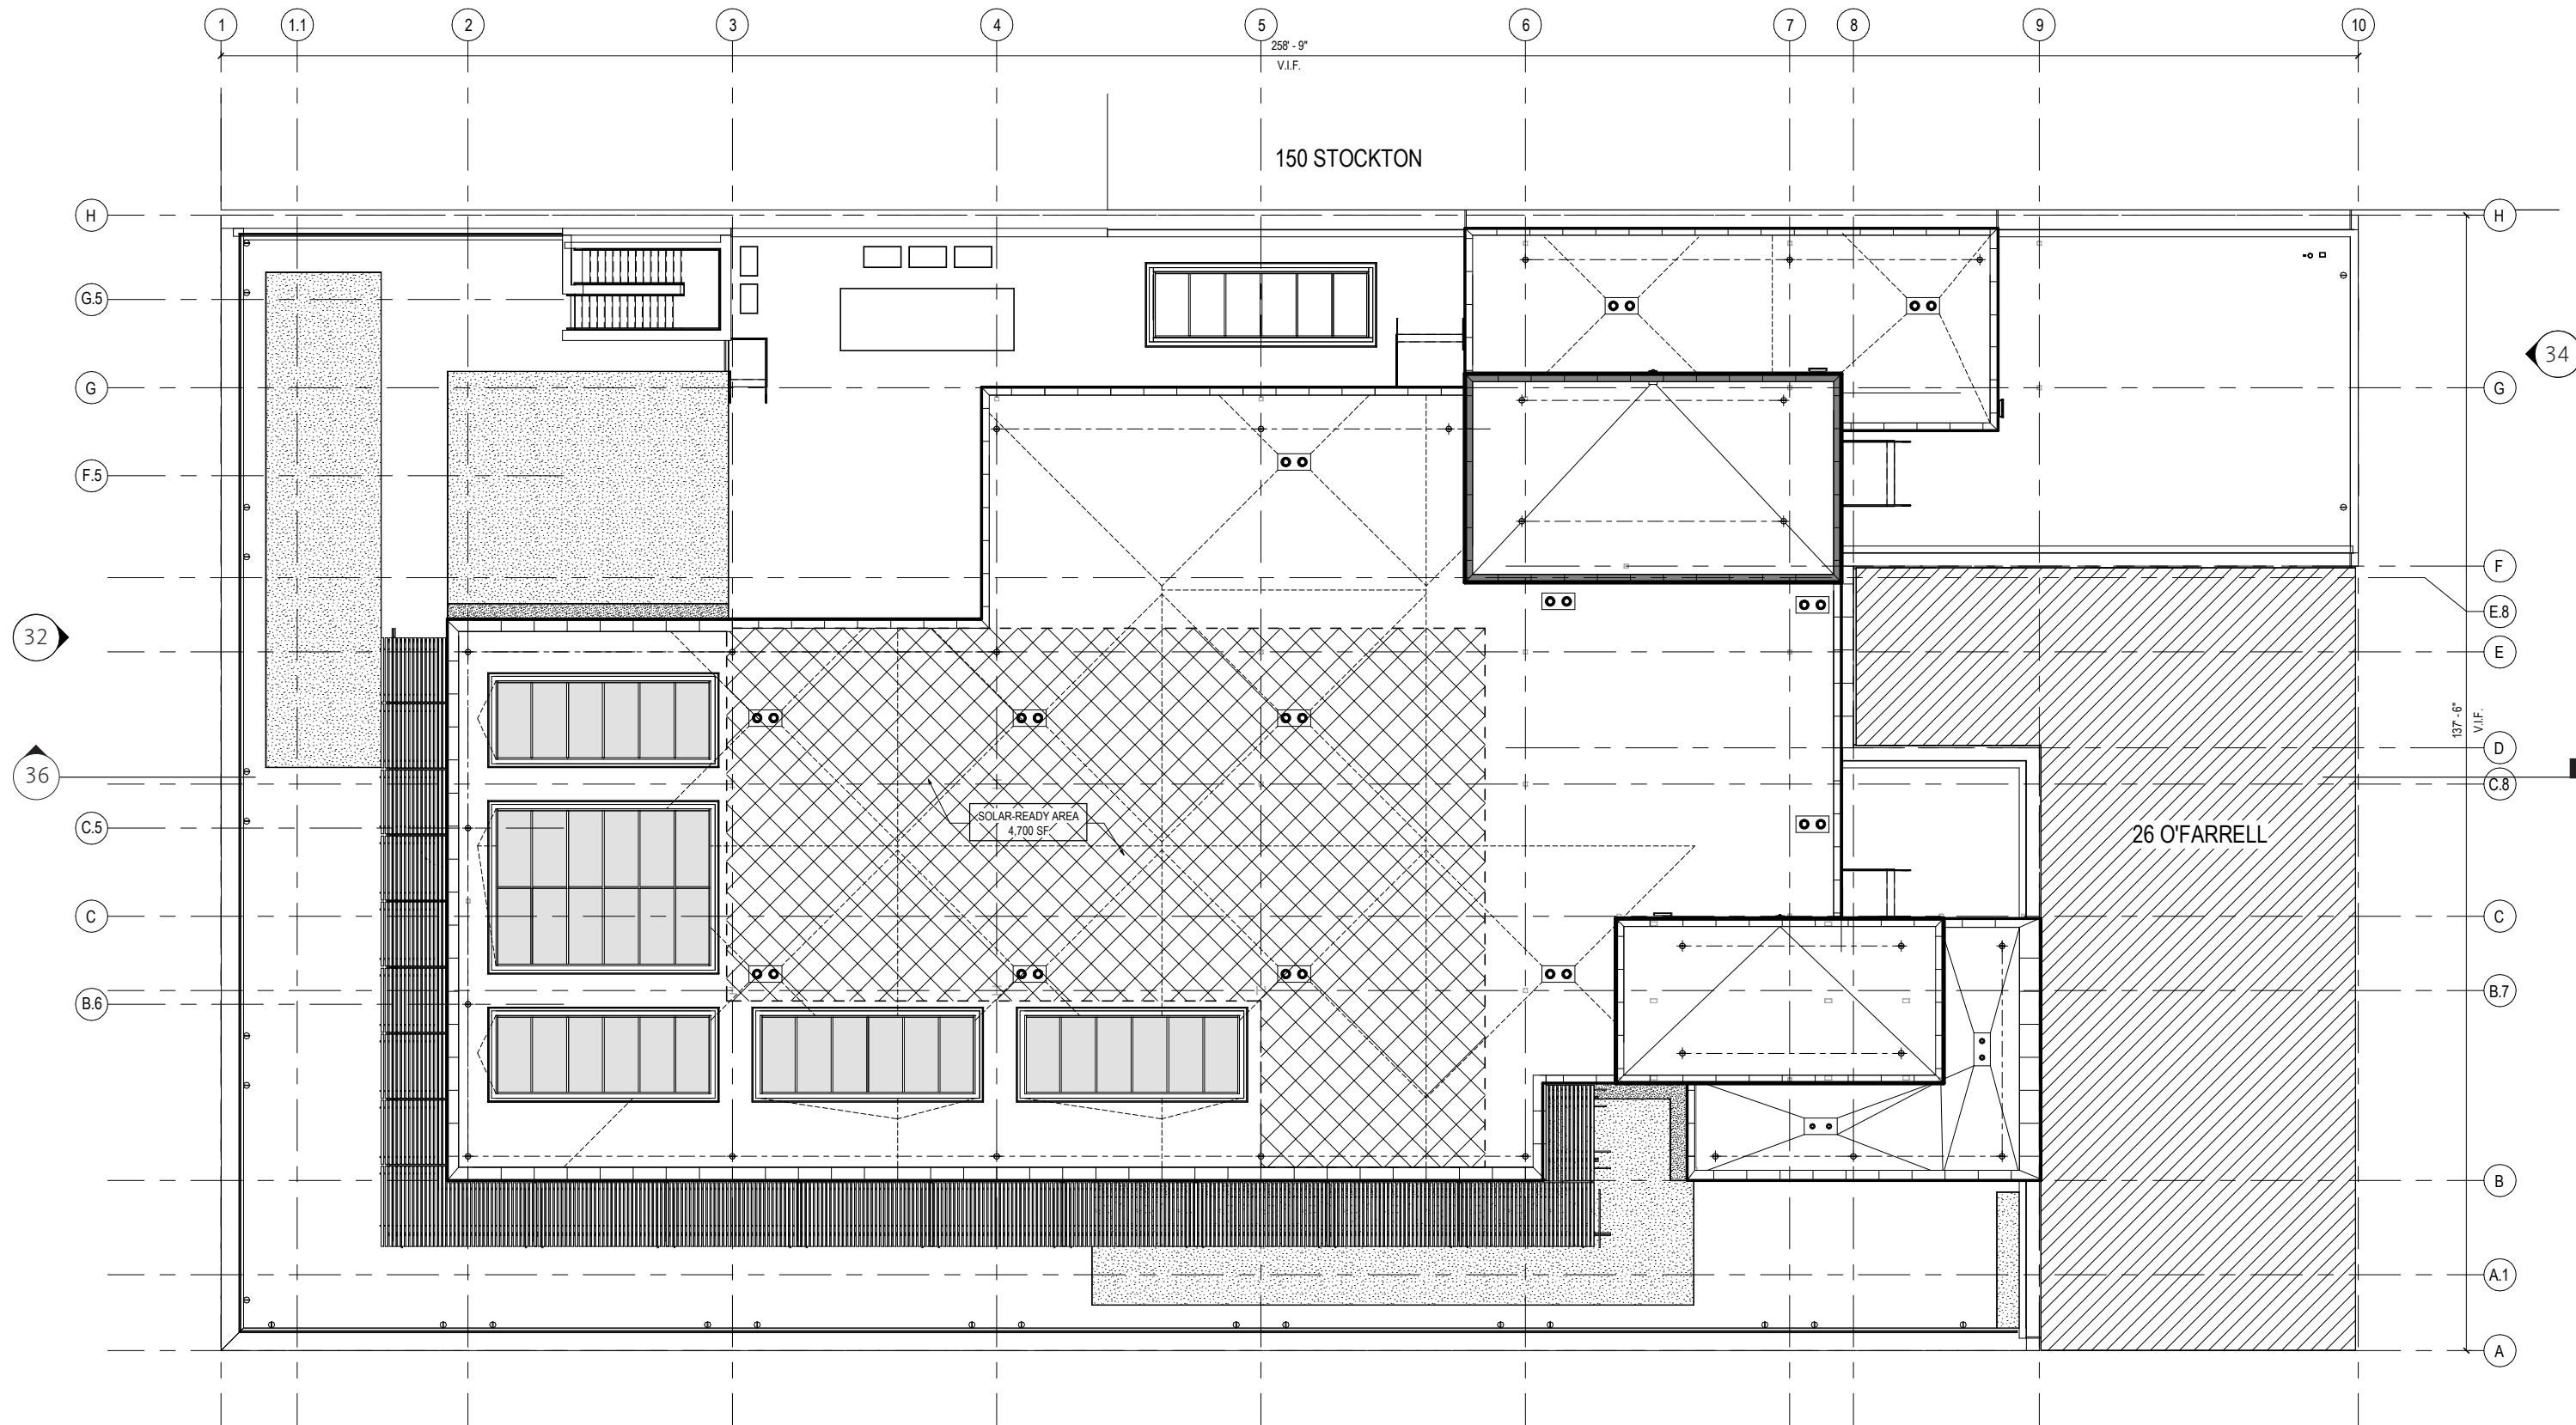 1 1.1 2 3 4 5 6 7 8 9 10
258' - 9"
V.I.F.
150 STOCKTON
H H
G.5
34
G G
F.5
F
E.8
32
E
137' - 6"
V.I.F.
D
36
C.8
C.5
SOLAR-READY AREA
4,700 SF
26 O'FARRELL
C C
B.6 B.7
B
A.1
A